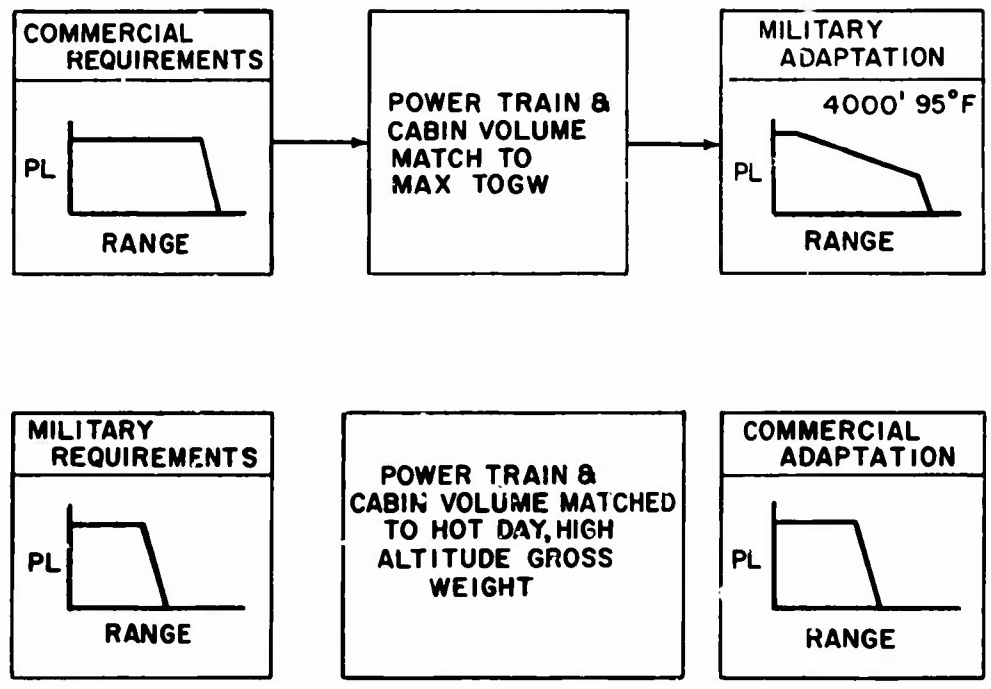 COMMERCIAL
REQUIREMENTS
PL
RANGE
POWER TRAIN &
CABIN VOLUME
MATCH TO
MAX TOGW
MILITARY
ADAPTATION
4000' 95°F
PL
RANGE
MILITARY
REQUIREMENTS
PL
RANGE
POWER TRAIN &
CABIN VOLUME MATCHED
TO HOT DAY, HIGH
ALTITUDE GROSS
WEIGHT
COMMERCIAL
ADAPTATION
PL
RANGE